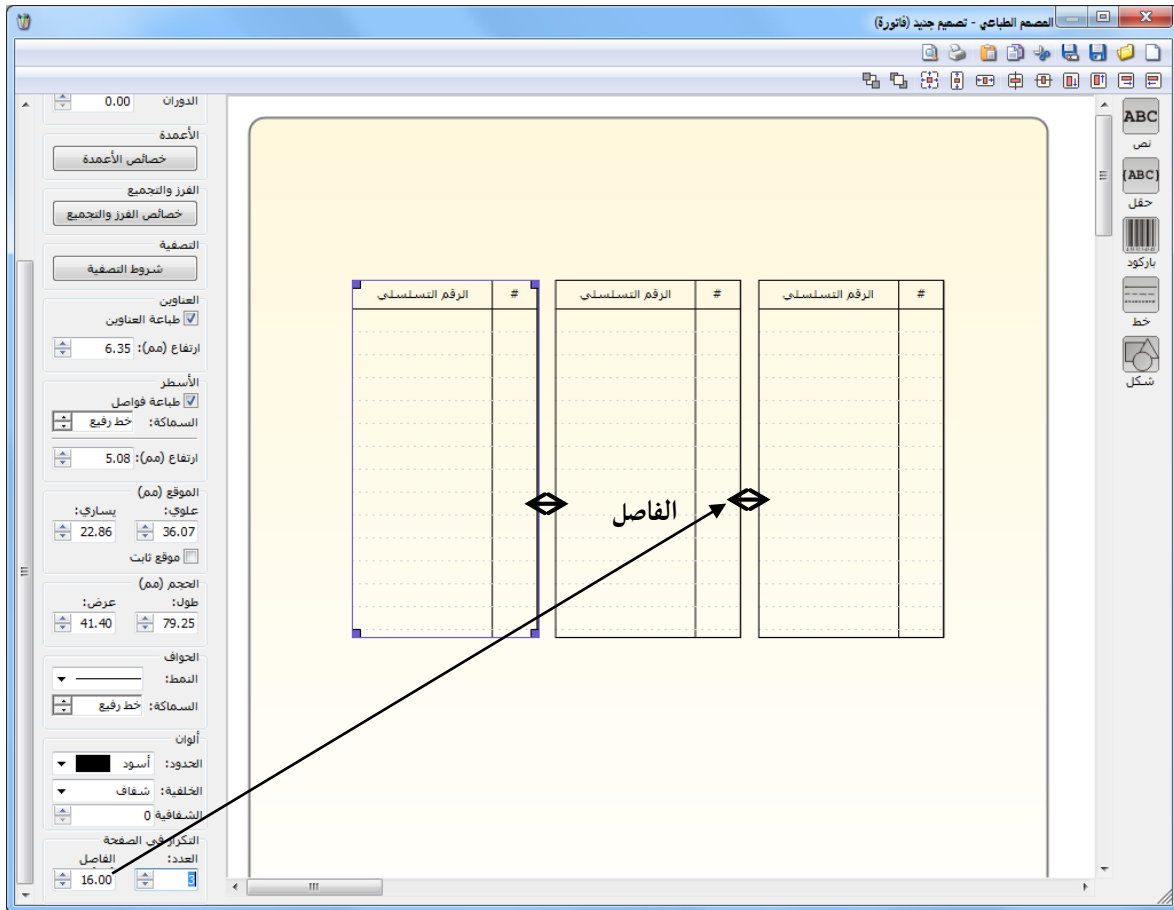 المصمم الطباعي - تصميم جديد (فاتورة)
ABC
نص
{ABC}
حقل
باركود
خط
شكل
# الرقم التسلسلي # الرقم التسلسلي # الرقم التسلسلي
الفاصل
الدوران 0.00
الأعمدة
خصائص الأعمدة
الفرز والتجميع
خصائص الفرز والتجميع
التصفية
شروط التصفية
العناوين
طباعة العناوين
ارتفاع (مم): 6.35
الأسطر
طباعة فواصل
السماكة: خط رفيع
ارتفاع (مم): 5.08
الموقع (مم)
علوي: يساري:
36.07 22.86
موقع ثابت
الحجم (مم)
طول: عرض:
79.25 41.40
الحواف
النمط:
السماكة: خط رفيع
ألوان
الحدود: أسود
الخلفية: شفاف
الشفافية 0
التكرار في الصفحة
العدد: الفاصل
3 16.00